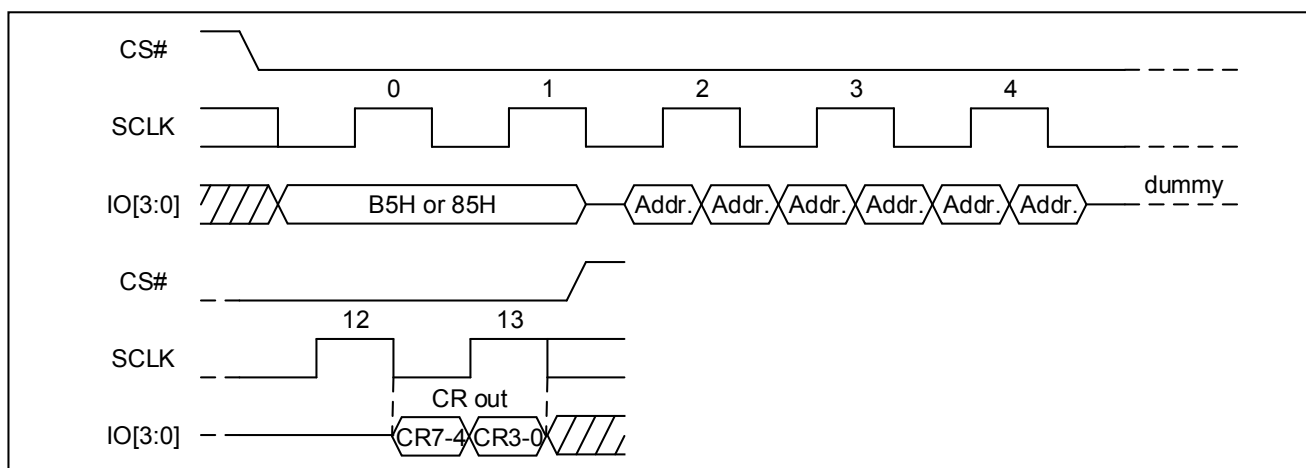 CS#
0 1 2 3 4
SCLK
dummy
IO[3:0] B5H or 85H Addr. Addr. Addr. Addr. Addr. Addr.
CS#
12 13
SCLK
CR out
IO[3:0] CR7-4 CR3-0